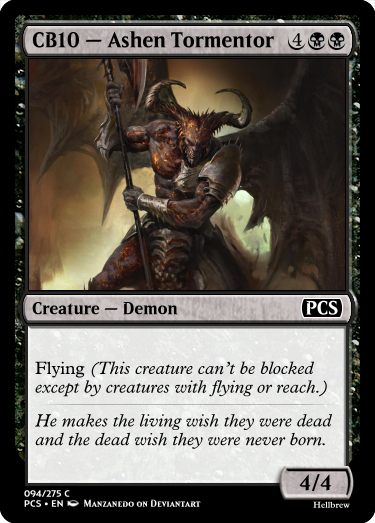 CB10 — Ashen Tormentor 4
Creature — Demon PCS
Flying (This creature can't be blocked
except by creatures with flying or reach.)
He makes the living wish they were dead
and the dead wish they were never born.
4/4
094/275 C
PCS • EN Manzanedo on Deviantart
Hellbrew